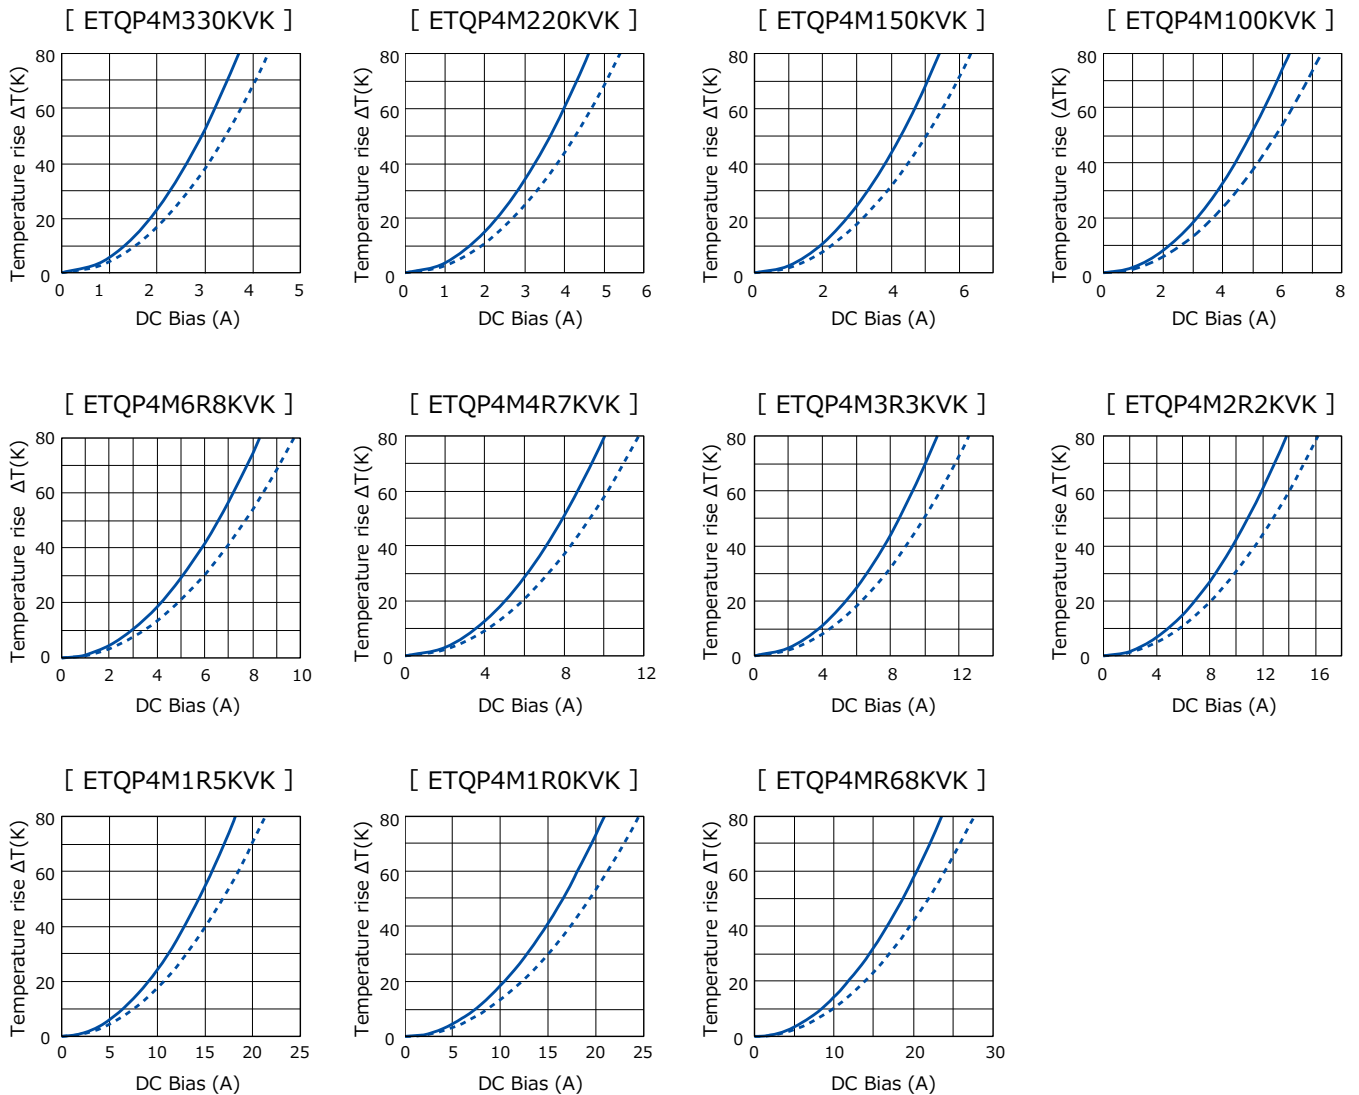 [ ETQP4M330KVK ]
80
60
40
20
0
Temperature rise ΔT(K)
0 1 2 3 4 5
DC Bias (A)
[ ETQP4M220KVK ]
80
60
40
20
0
Temperature rise ΔT(K)
0 1 2 3 4 5 6
DC Bias (A)
[ ETQP4M150KVK ]
80
60
40
20
0
Temperature rise ΔT(K)
0 2 4 6
DC Bias (A)
[ ETQP4M100KVK ]
80
60
40
20
0
Temperature rise (ΔTK)
0 2 4 6 8
DC Bias (A)
[ ETQP4M6R8KVK ]
80
60
40
20
0
Temperature rise ΔT(K)
0 2 4 6 8 10
DC Bias (A)
[ ETQP4M4R7KVK ]
80
60
40
20
0
Temperature rise ΔT(K)
0 4 8 12
DC Bias (A)
[ ETQP4M3R3KVK ]
80
60
40
20
0
Temperature rise ΔT(K)
0 4 8 12
DC Bias (A)
[ ETQP4M2R2KVK ]
80
60
40
20
0
Temperature rise ΔT(K)
0 4 8 12 16
DC Bias (A)
[ ETQP4M1R5KVK ]
80
60
40
20
0
Temperature rise ΔT(K)
0 5 10 15 20 25
DC Bias (A)
[ ETQP4M1R0KVK ]
80
60
40
20
0
Temperature rise ΔT(K)
0 5 10 15 20 25
DC Bias (A)
[ ETQP4MR68KVK ]
80
60
40
20
0
Temperature rise ΔT(K)
0 5 10 20 30
DC Bias (A)